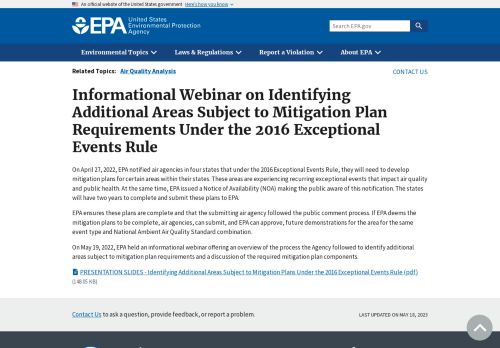 An official website of the United States government Here's how you know
EPA United States
Environmental Protection
Agency
Search EPA.gov
Environmental Topics Laws & Regulations Report a Violation About EPA
Related Topics: Air Quality Analysis CONTACT US
Informational Webinar on Identifying
Additional Areas Subject to Mitigation Plan
Requirements Under the 2016 Exceptional
Events Rule
On April 27, 2022, EPA notified air agencies in four states that under the 2016 Exceptional Events Rule, they will need to develop
mitigation plans for certain areas within their states. These areas are experiencing recurring exceptional events that impact air quality
and public health. At the same time, EPA issued a Notice of Availability (NOA) making the public aware of this notification. The states
will have two years to complete and submit these plans to EPA.
EPA ensures these plans are complete and that the submitting air agency followed the public comment process. If EPA deems the
mitigation plans to be complete, air agencies, can submit, and EPA can approve, future demonstrations for the area for the same
event type and National Ambient Air Quality Standard combination.
On May 19, 2022, EPA held an informational webinar offering an overview of the process the Agency followed to identify additional
areas subject to mitigation plan requirements and a discussion of the required mitigation plan components.
PRESENTATION SLIDES - Identifying Additional Areas Subject to Mitigation Plans Under the 2016 Exceptional Events Rule (pdf)
(148.05 KB)
Contact Us to ask a question, provide feedback, or report a problem. LAST UPDATED ON MAY 10, 2023